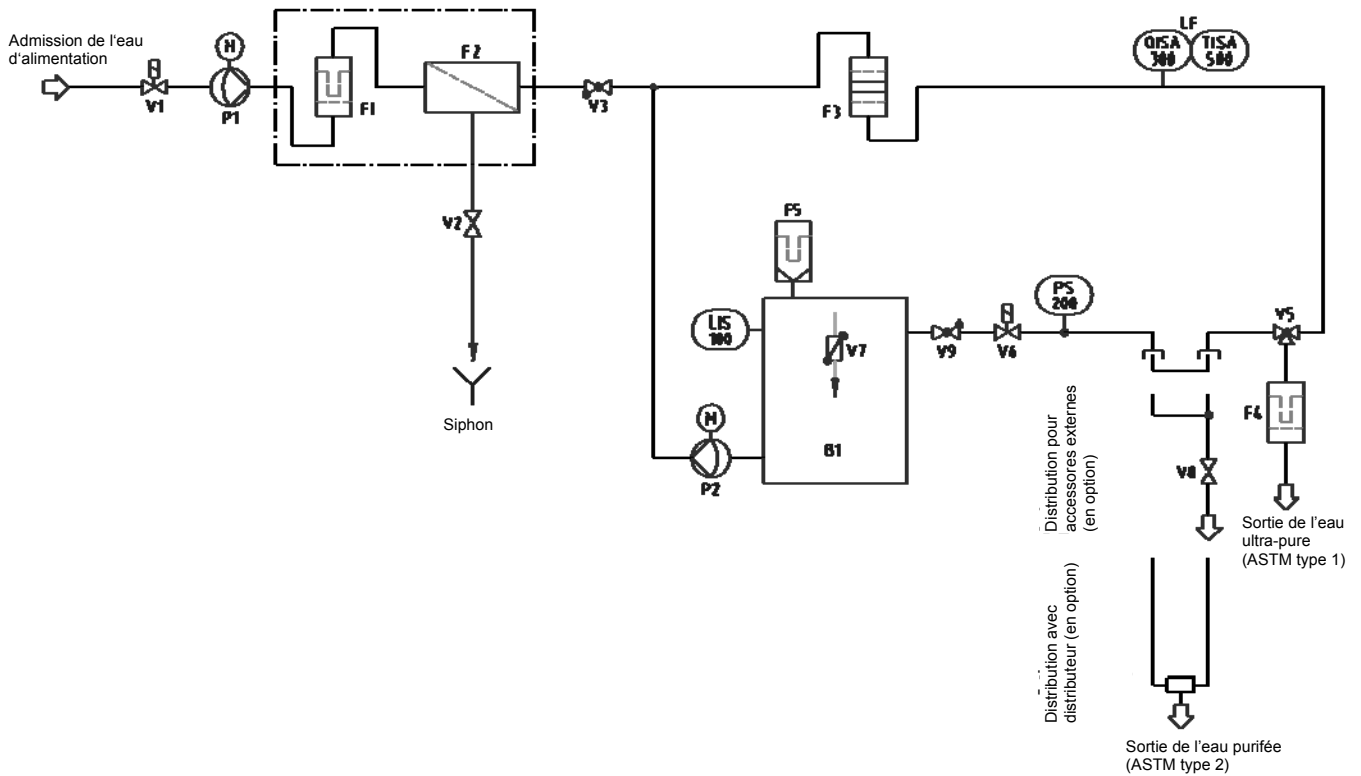 Admission de l'eau
d'alimentation
V1
M
P1
F1
F2
V2
Siphon
V3
F3
LF
QISA
300
TISA
500
F5
LIS
100
V7
B1
M
P2
V9
V6
PS
200
V5
F4
V8
Distribution pour
accessores externes
(en option)
Sortie de l'eau
ultra-pure
(ASTM type 1)
Distribution avec
distributeur (en option)
Sortie de l'eau purifée
(ASTM type 2)